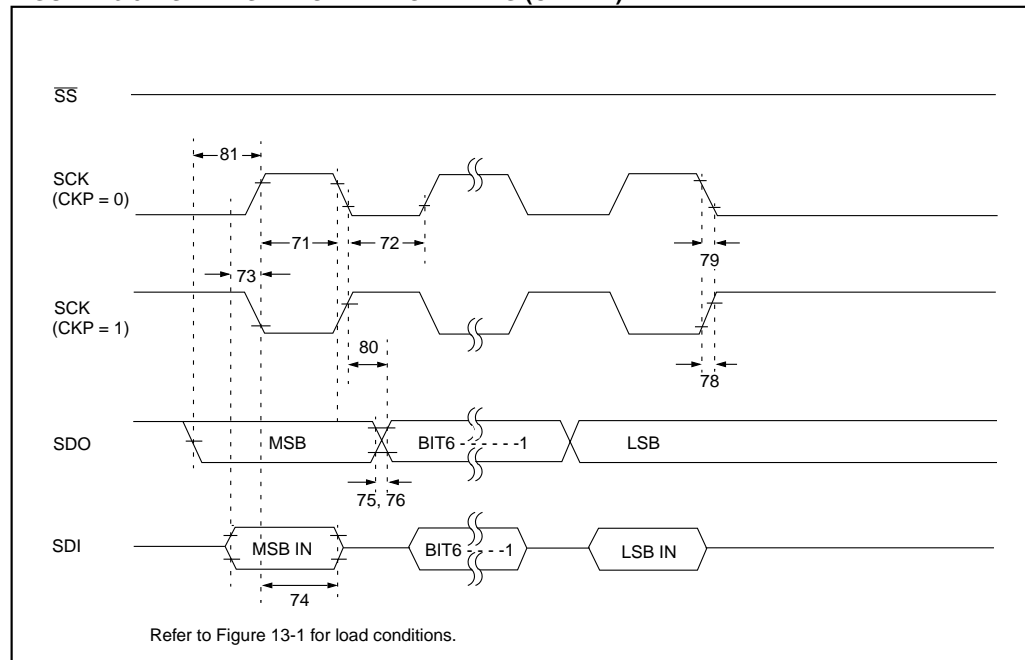 SS
81
SCK
(CKP = 0)
71
72
79
73
SCK
(CKP = 1)
80
78
SDO
MSB
BIT6 - - - - - -1
LSB
75, 76
SDI
MSB IN
BIT6 - - - -1
LSB IN
74
Refer to Figure 13-1 for load conditions.